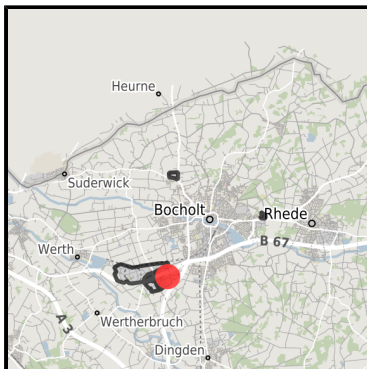 Heurne
Suderwick
Bocholt
Rhede
B 67
Werth
A 3
Wertherbruch
Dingden